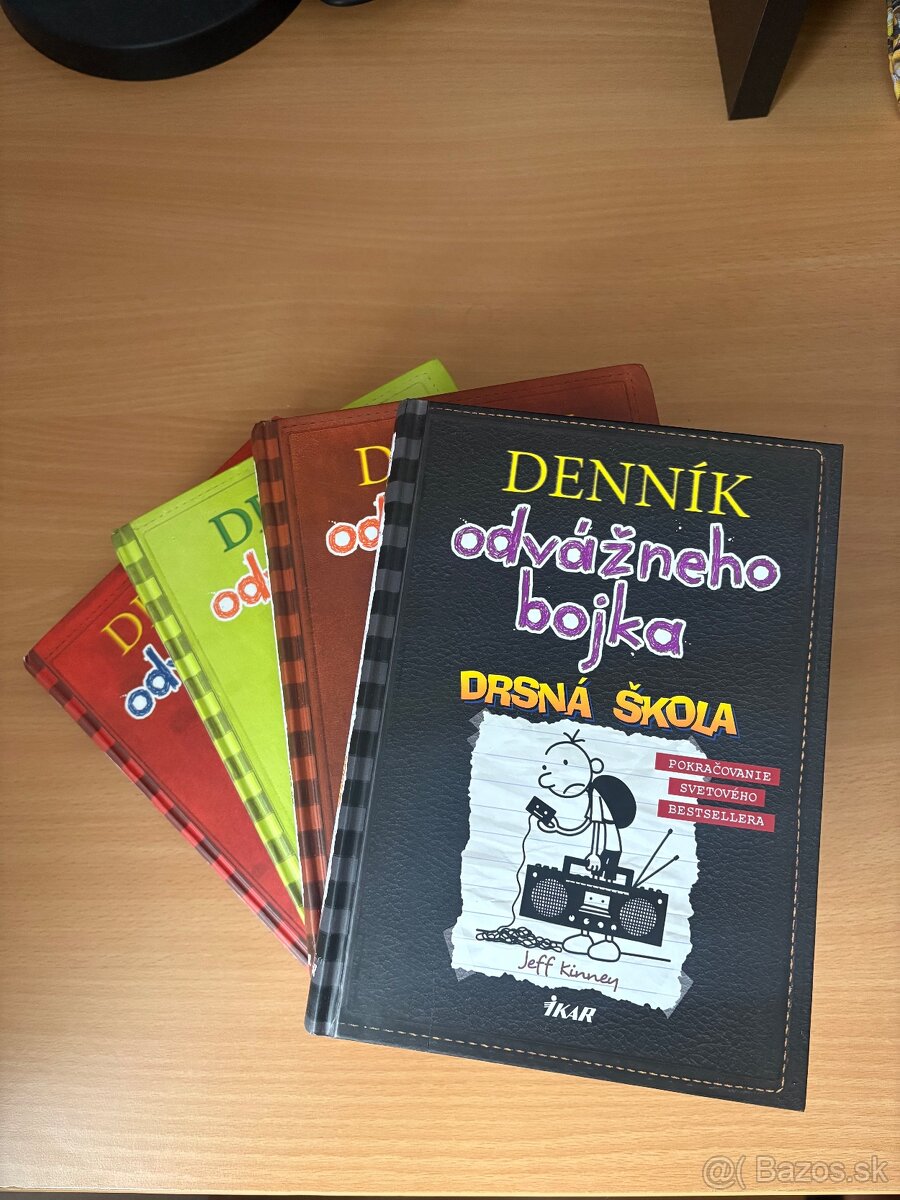 DENNÍK
odvážneho
bojka
DRSNÁ ŠKOLA
POKRAČOVANIE
SVETOVÉHO
BESTSELLERA
Jeff Kinney
IKAR
@( Bazos.sk